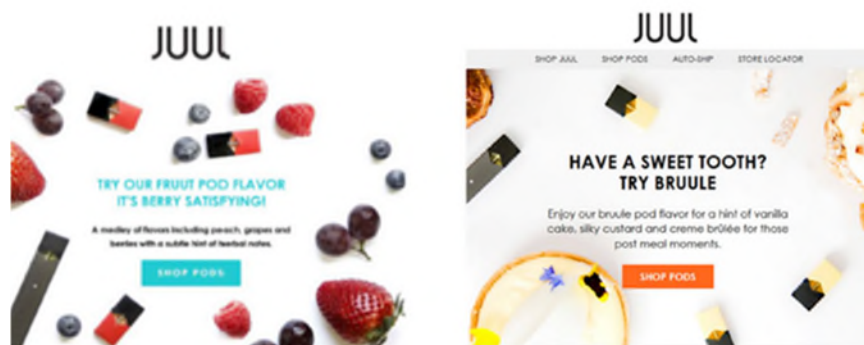 JUUL
TRY OUR FRUUT POD FLAVOR
IT'S BERRY SATISFYING!
A medley of flavors including peach, grapes and
berries with a subtle hint of herbal notes.
SHOP PODS
JUUL
SHOP JUUL SHOP PODS AUTO-SHIP STORE LOCATOR
HAVE A SWEET TOOTH?
TRY BRUULE
Enjoy our bruule pod flavor for a hint of vanilla
cake, silky custard and creme brûlée for those
post meal moments.
SHOP PODS